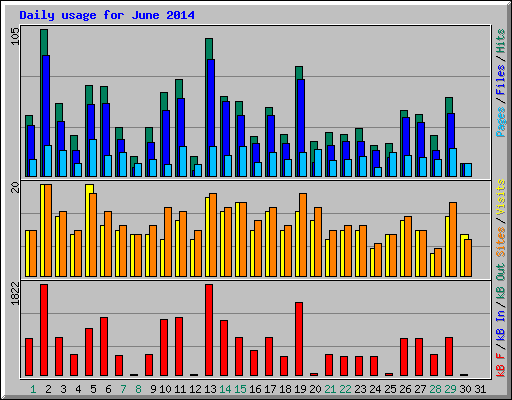 Daily usage for June 2014
105
Pages / Files / Hits
20
Sites / Visits
1822
kB F / kB In / kB Out
1 2 3 4 5 6 7 8 9 10 11 12 13 14 15 16 17 18 19 20 21 22 23 24 25 26 27 28 29 30 31